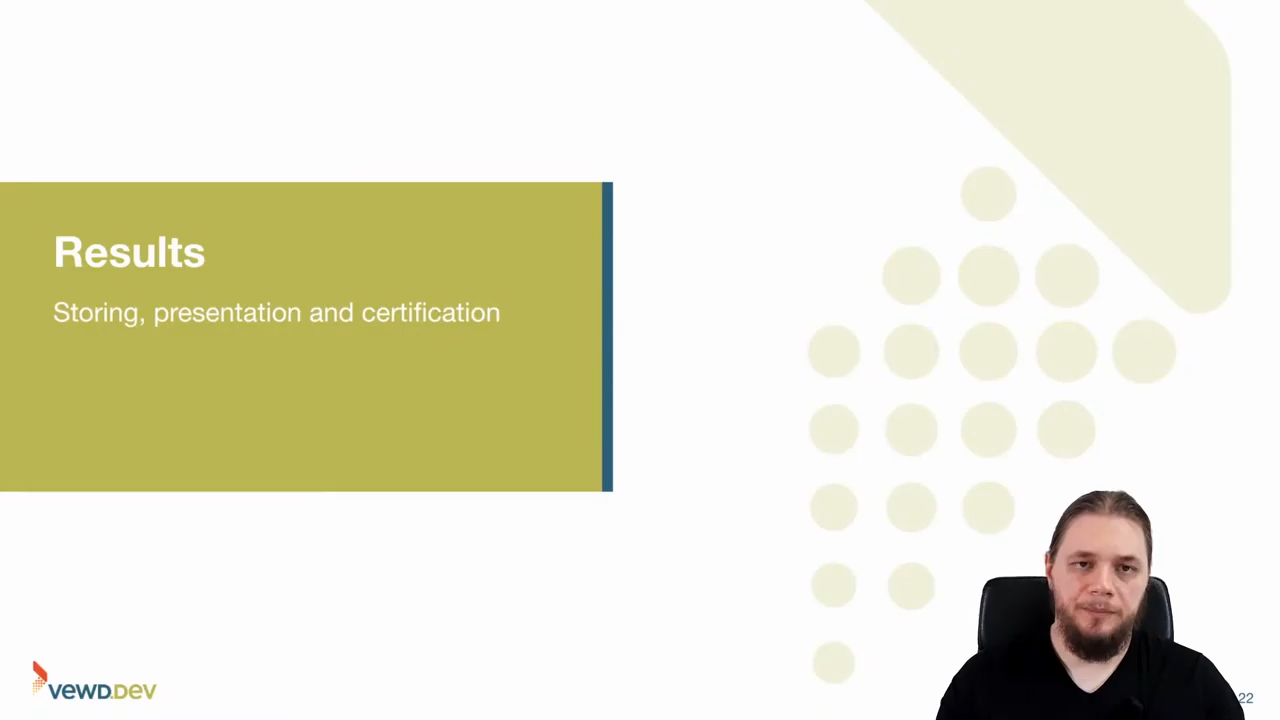 Results
Storing, presentation and certification
VEWD.DEV
22